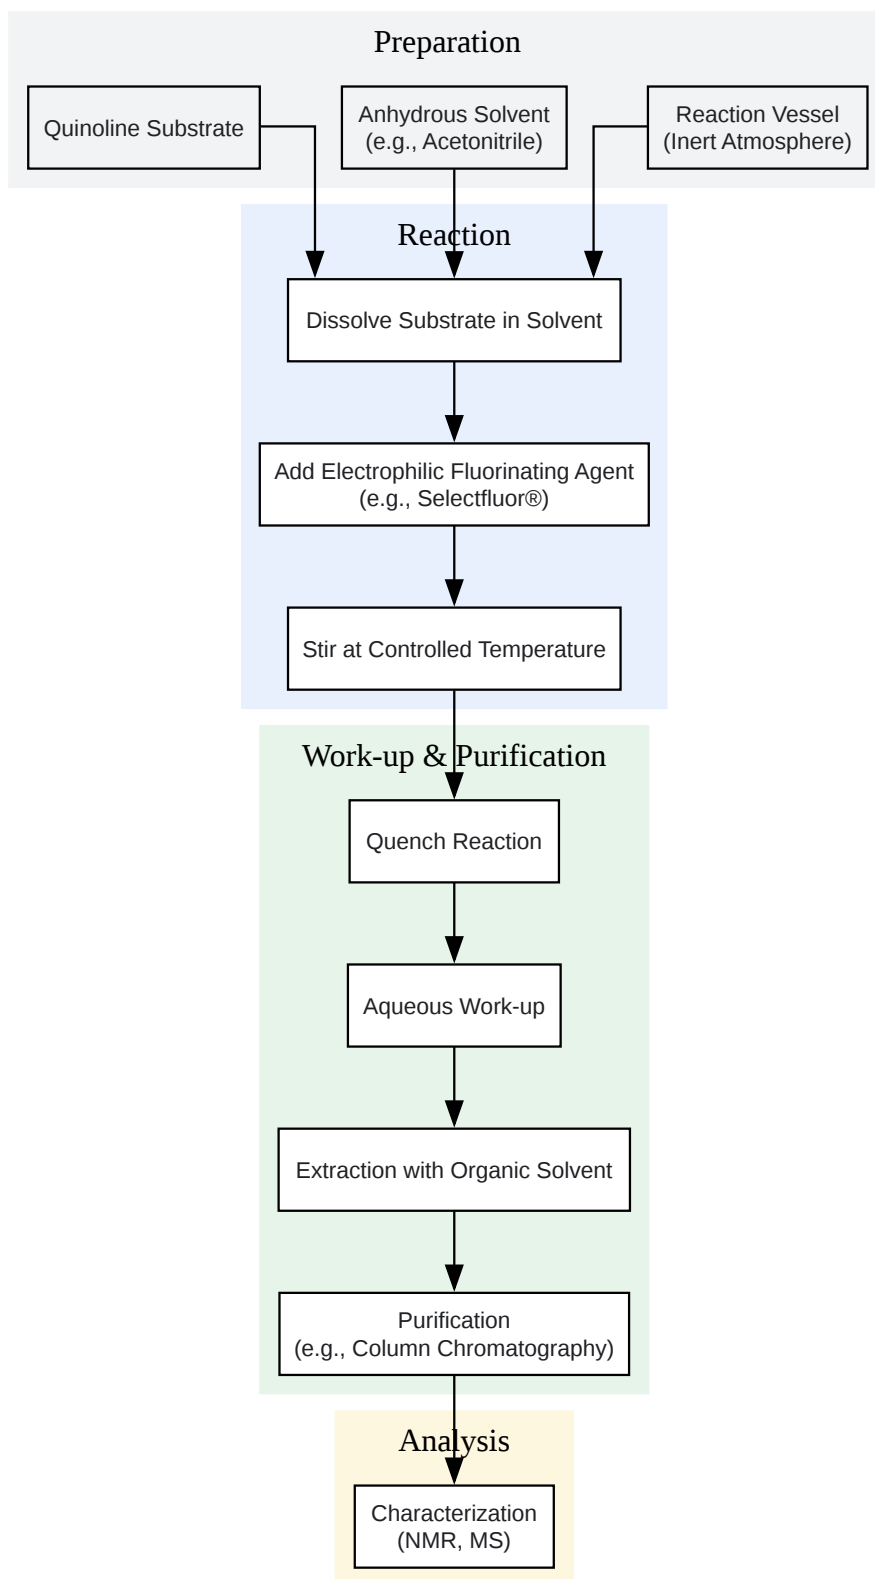 Preparation
Quinoline Substrate
Anhydrous Solvent
(e.g., Acetonitrile)
Reaction Vessel
(Inert Atmosphere)
Reaction
Dissolve Substrate in Solvent
Add Electrophilic Fluorinating Agent
(e.g., Selectfluor®)
Stir at Controlled Temperature
Work-up & Purification
Quench Reaction
Aqueous Work-up
Extraction with Organic Solvent
Purification
(e.g., Column Chromatography)
Analysis
Characterization
(NMR, MS)